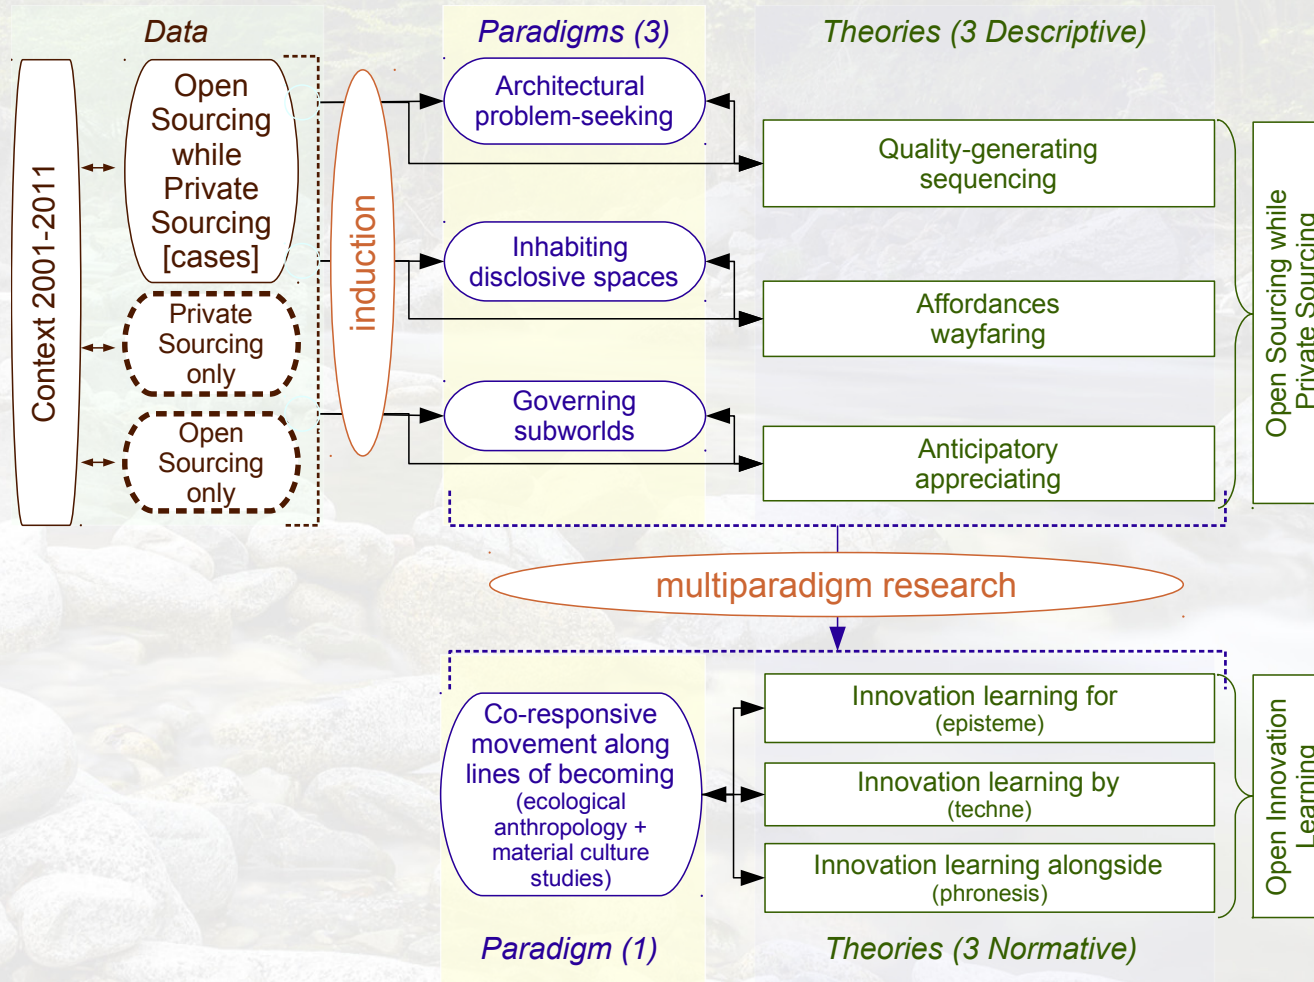 Data
Paradigms (3)
Theories (3 Descriptive)
Context 2001-2011
Open
Sourcing
while
Private
Sourcing
[cases]
Private
Sourcing
only
Open
Sourcing
only
induction
Architectural
problem-seeking
Inhabiting
disclosive spaces
Governing
subworlds
Quality-generating
sequencing
Affordances
wayfaring
Anticipatory
appreciating
Open Sourcing while
Private Sourcing
multiparadigm research
Co-responsive
movement along
lines of becoming
(ecological
anthropology +
material culture
studies)
Innovation learning for
(episteme)
Innovation learning by
(techne)
Innovation learning alongside
(phronesis)
Open Innovation
Learning
Paradigm (1)
Theories (3 Normative)